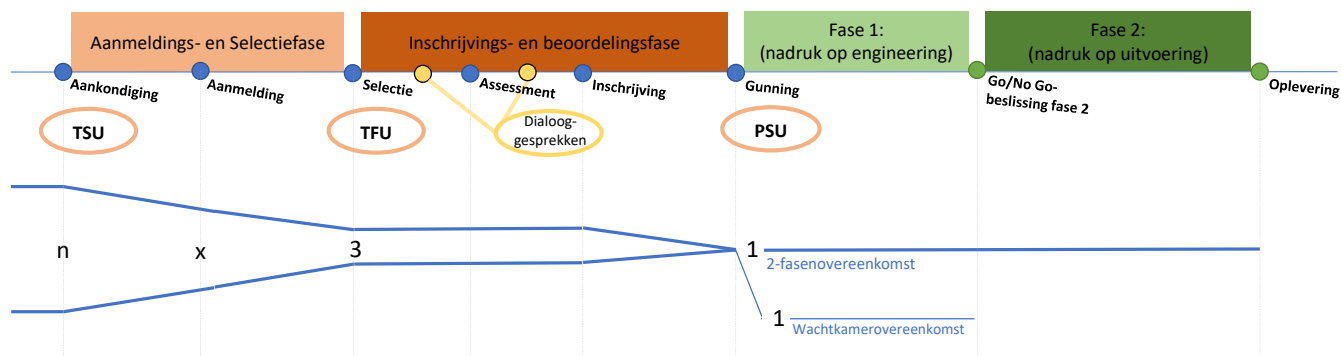 Aanmeldings- en Selectiefase
Inschrijvings- en beoordelingsfase
Fase 1:
(nadruk op engineering)
Fase 2:
(nadruk op uitvoering)
Aankondiging
Aanmelding
Selectie
Assessment
Inschrijving
Gunning
Go/No Go-
beslissing fase 2
Oplevering
TSU
TFU
Dialoog-
gesprekken
PSU
n
x
3
1
2-fasenovereenkomst
1
Wachtkamerovereenkomst